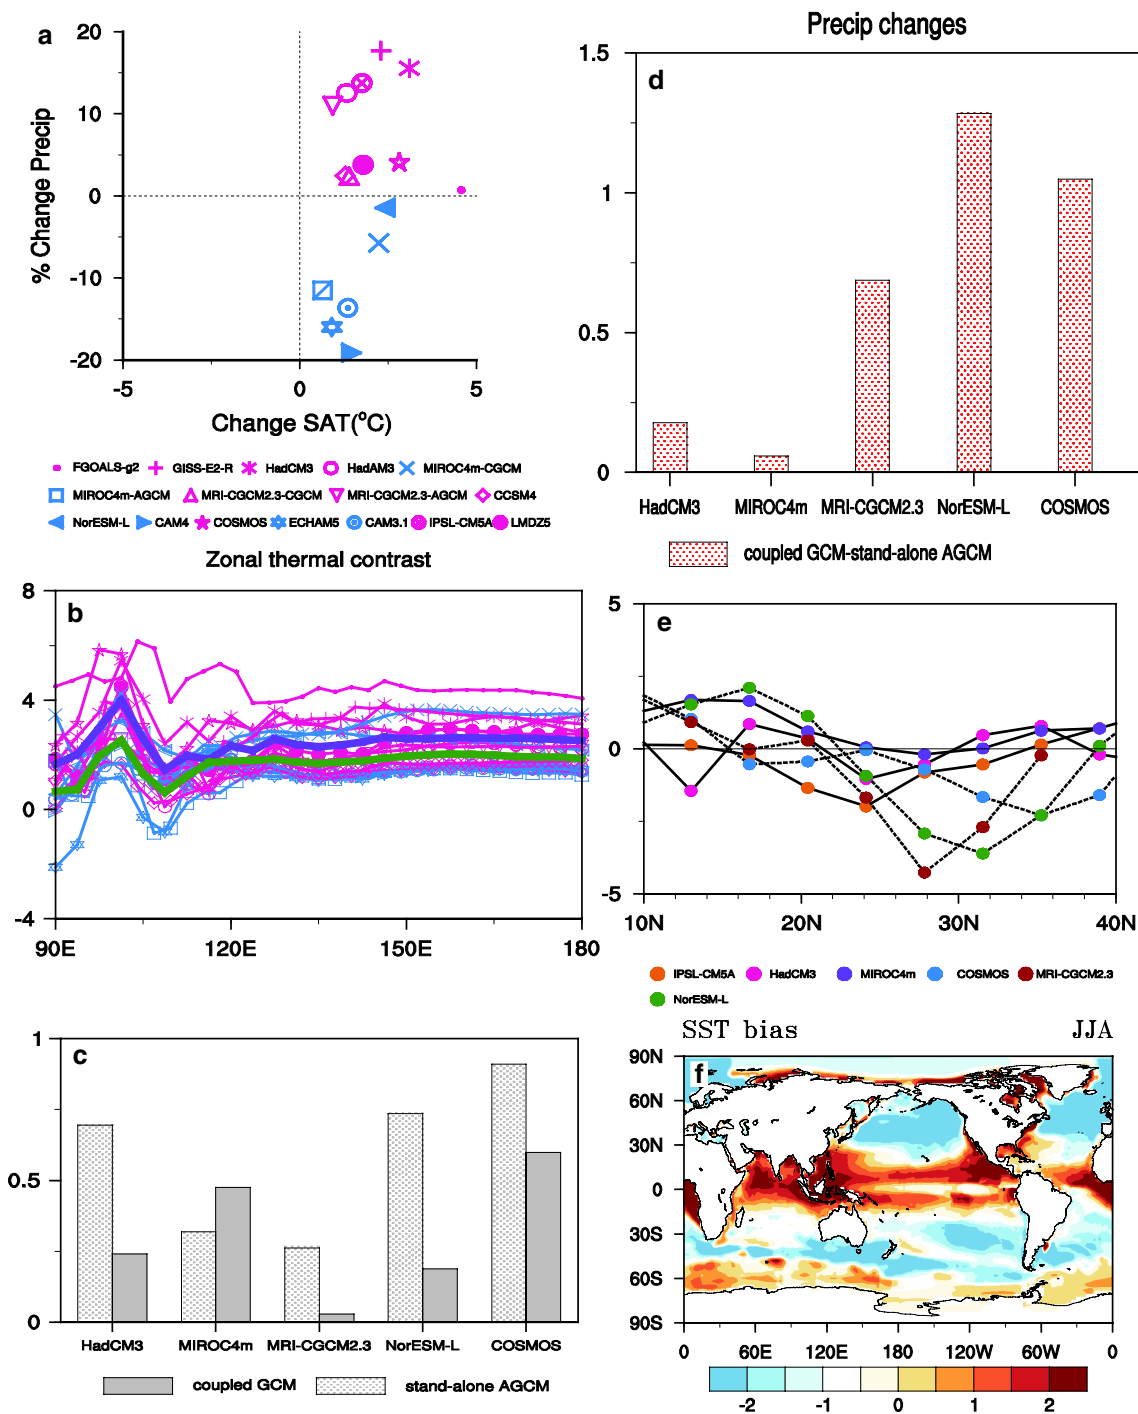 Precip changes
a
20
10
0
-10
-20
% Change Precip
-5 0 5
Change SAT(°C)
FGOALS-g2 GISS-E2-R HadCM3 HadAM3 MIROC4m-CGCM
MIROC4m-AGCM MRI-CGCM2.3-CGCM MRI-CGCM2.3-AGCM CCSM4
NorESM-L CAM4 COSMOS ECHAM5 CAM3.1 IPSL-CM5A LMDZ5
d
1.5
1
0.5
0
HadCM3 MIROC4m MRI-CGCM2.3 NorESM-L COSMOS
coupled GCM-stand-alone AGCM
Zonal thermal contrast
b
8
4
0
-4
90E 120E 150E 180
e
5
0
-5
10N 20N 30N 40N
IPSL-CM5A HadCM3 MIROC4m COSMOS MRI-CGCM2.3
NorESM-L
c
1
0.5
0
HadCM3 MIROC4m MRI-CGCM2.3 NorESM-L COSMOS
coupled GCM stand-alone AGCM
SST bias JJA
f
90N
60N
30N
0
30S
60S
90S
0 60E 120E 180 120W 60W 0
-2 -1 0 1 2